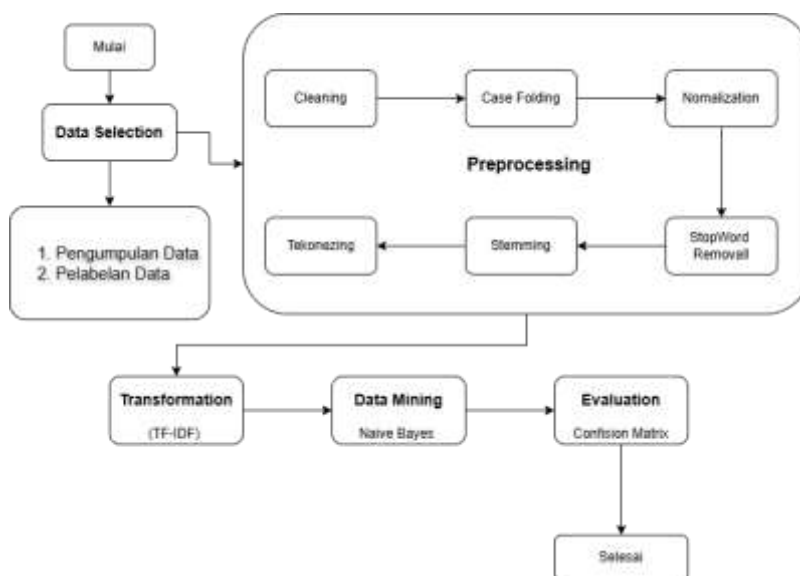 Mulai
Data Selection
1. Pengumpulan Data
2. Pelabelan Data
Cleaning
Case Folding
Nomalization
Preprocessing
Tekonezing
Stemming
StopWord
Removall
Transformation
(TF-IDF)
Data Mining
Naive Bayes
Evaluation
Confision Matrix
Selesai